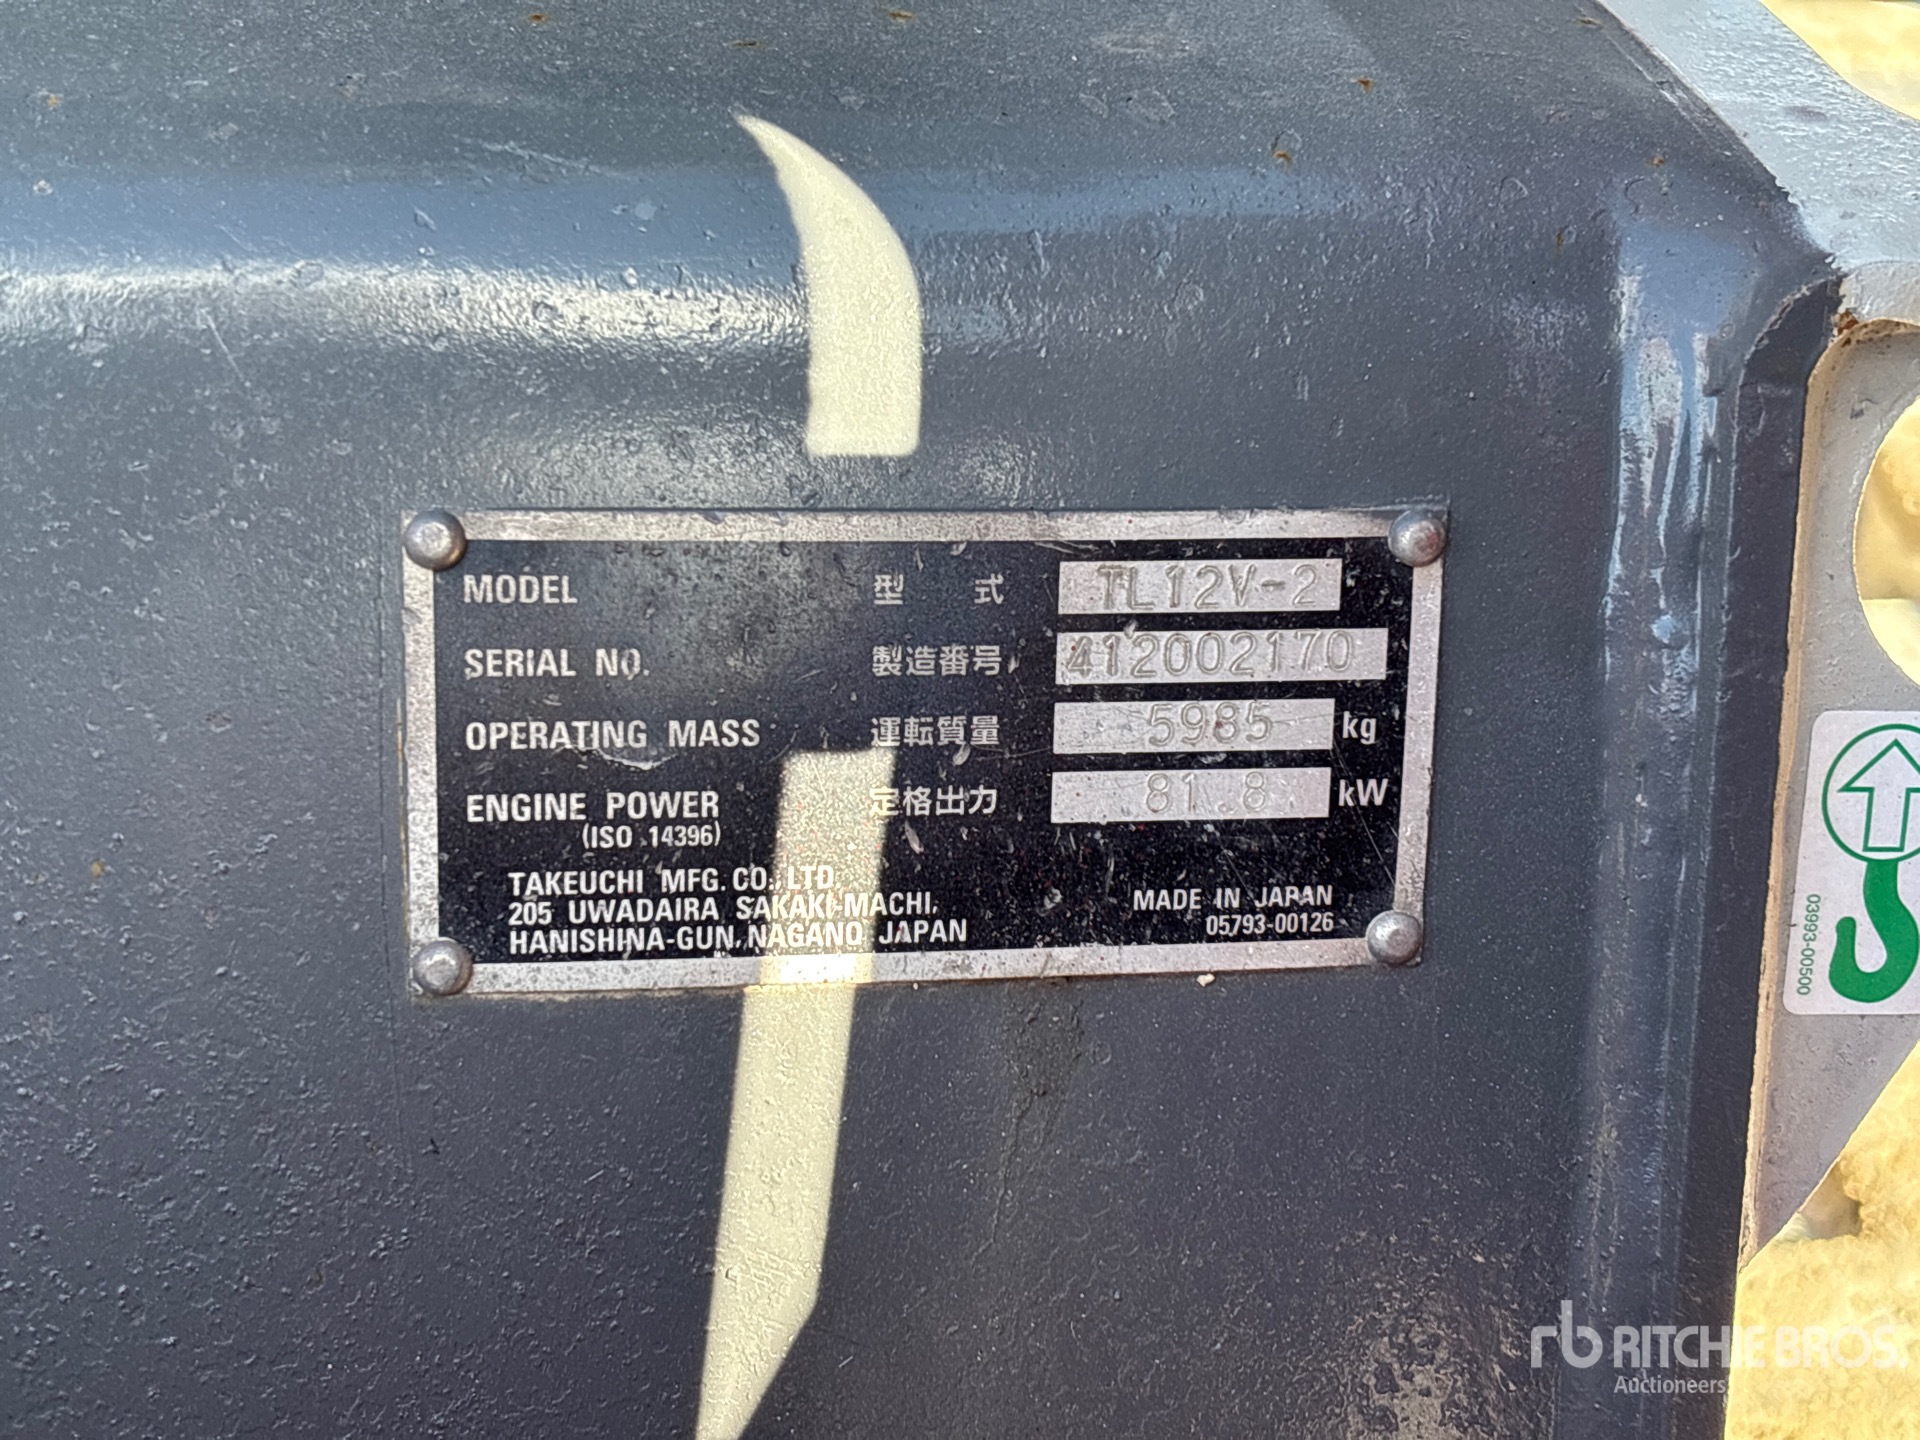 MODEL 型 式 TL12V-2
SERIAL NO. 製造番号 412002170
OPERATING MASS 運転質量 5985 kg
ENGINE POWER 定格出力 81.8 kW
(ISO 14396)
TAKEUCHI MFG. CO., LTD.
205 UWADAIRA SAKAKI-MACHI,
HANISHINA-GUN, NAGANO JAPAN
MADE IN JAPAN
05793-00126
03993-00500
rb RITCHIE BROS.
Auctioneers